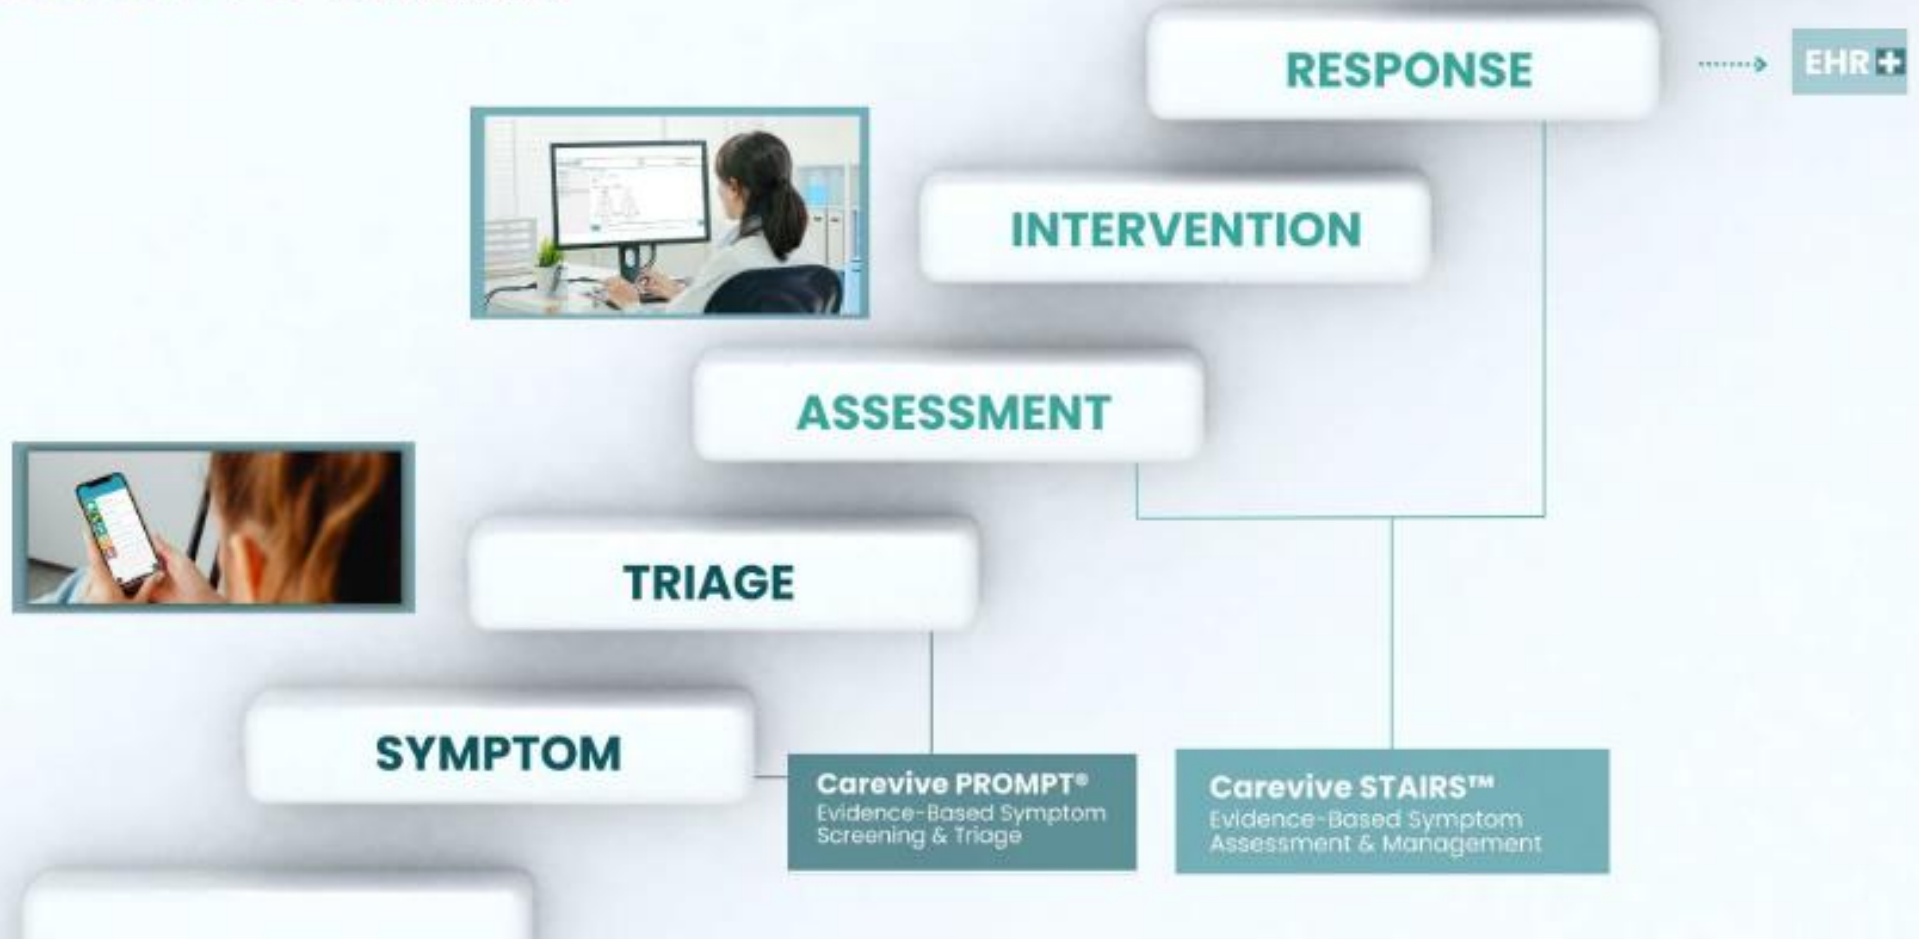 RESPONSE
EHR
INTERVENTION
ASSESSMENT
TRIAGE
SYMPTOM
Carevive PROMPT®
Evidence-Based Symptom
Screening & Triage
Carevive STAIRS™
Evidence-Based Symptom
Assessment & Management